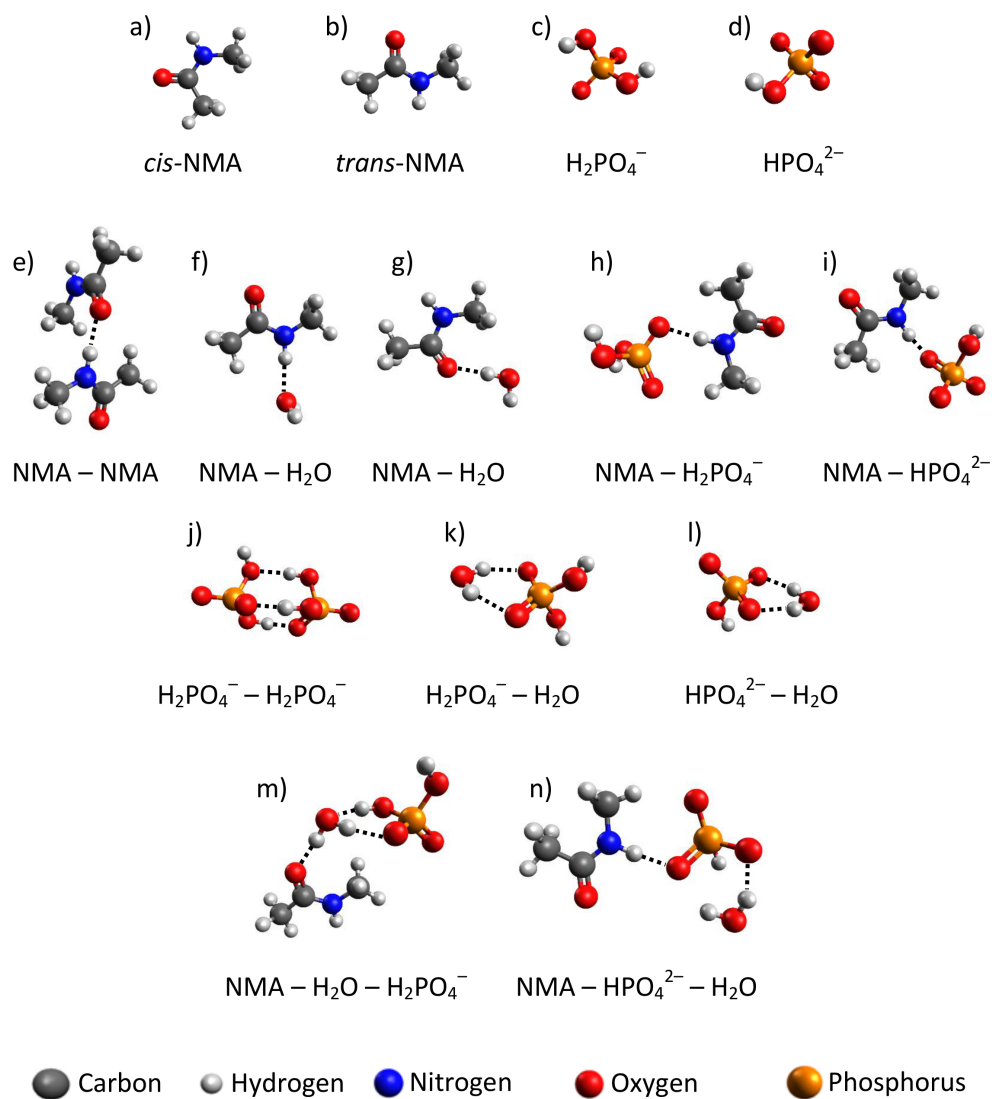 a) b) c) d)
cis-NMA trans-NMA H₂PO₄⁻ HPO₄²⁻
e) f) g) h) i)
NMA – NMA NMA – H₂O NMA – H₂O NMA – H₂PO₄⁻ NMA – HPO₄²⁻
j) k) l)
H₂PO₄⁻ – H₂PO₄⁻ H₂PO₄⁻ – H₂O HPO₄²⁻ – H₂O
m) n)
NMA – H₂O – H₂PO₄⁻ NMA – HPO₄²⁻ – H₂O
Carbon Hydrogen Nitrogen Oxygen Phosphorus